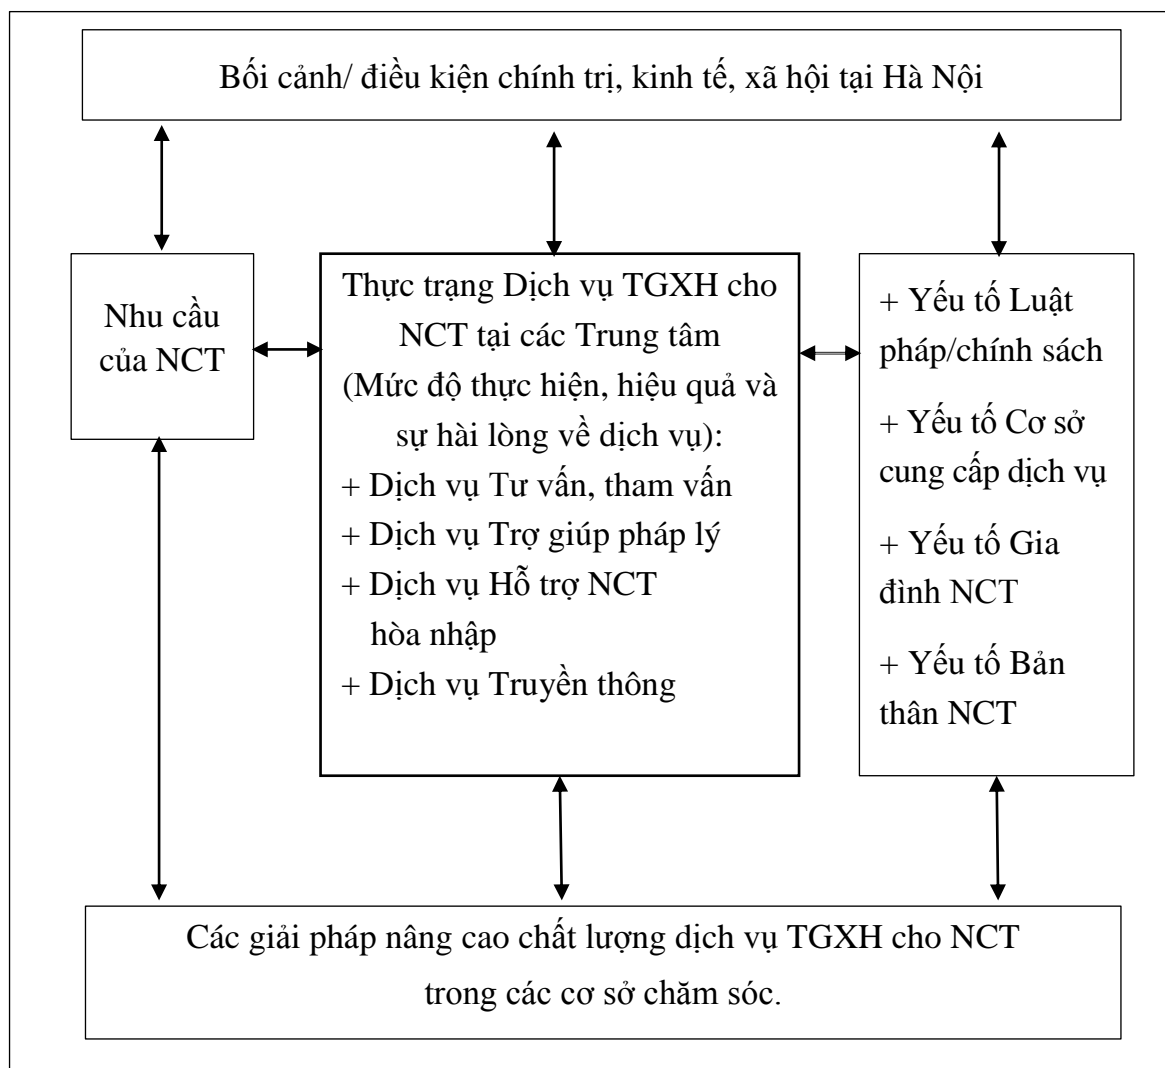 Bối cảnh/ điều kiện chính trị, kinh tế, xã hội tại Hà Nội
Nhu cầu
của NCT
Thực trạng Dịch vụ TGXH cho
NCT tại các Trung tâm
(Mức độ thực hiện, hiệu quả và
sự hài lòng về dịch vụ):
+ Dịch vụ Tư vấn, tham vấn
+ Dịch vụ Trợ giúp pháp lý
+ Dịch vụ Hỗ trợ NCT
hòa nhập
+ Dịch vụ Truyền thông
+ Yếu tố Luật
pháp/chính sách
+ Yếu tố Cơ sở
cung cấp dịch vụ
+ Yếu tố Gia
đình NCT
+ Yếu tố Bản
thân NCT
Các giải pháp nâng cao chất lượng dịch vụ TGXH cho NCT
trong các cơ sở chăm sóc.